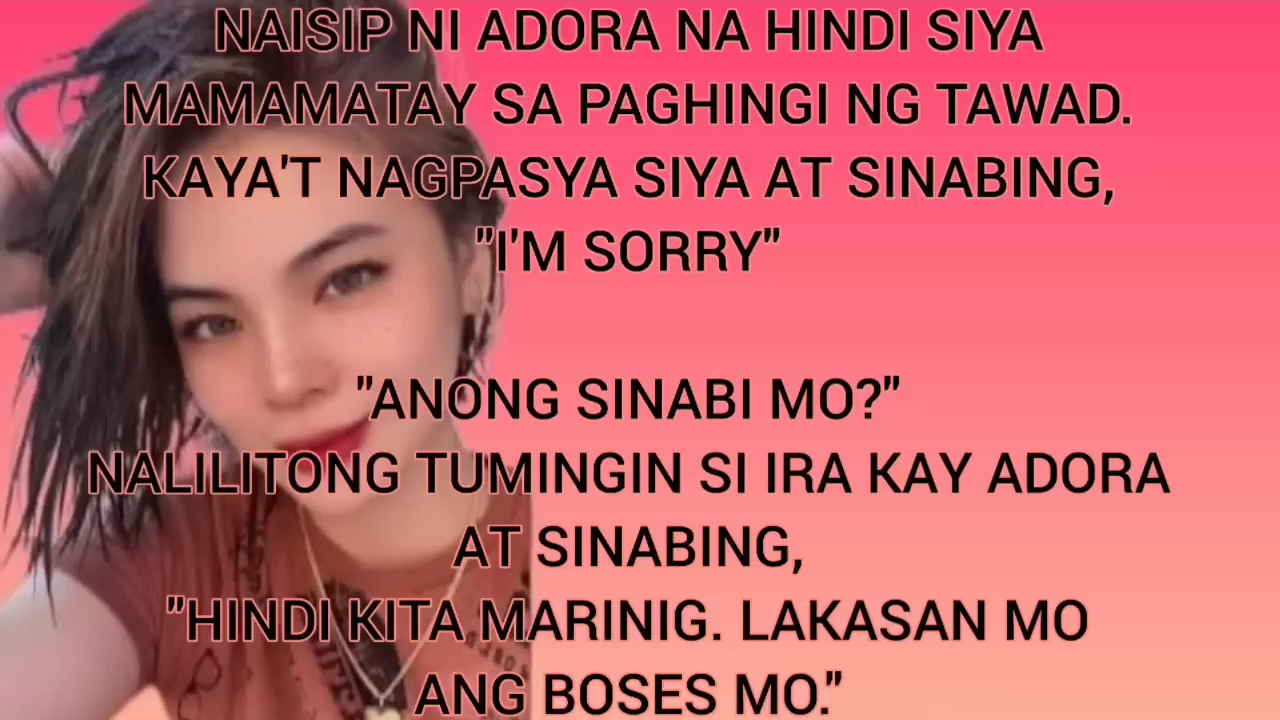 NAISIP NI ADORA NA HINDI SIYA
MAMAMATAY SA PAGHINGI NG TAWAD.
KAYA'T NAGPASYA SIYA AT SINABING,
"I'M SORRY"
"ANONG SINABI MO?"
NALILITONG TUMINGIN SI IRA KAY ADORA
AT SINABING,
"HINDI KITA MARINIG. LAKASAN MO
ANG BOSES MO."